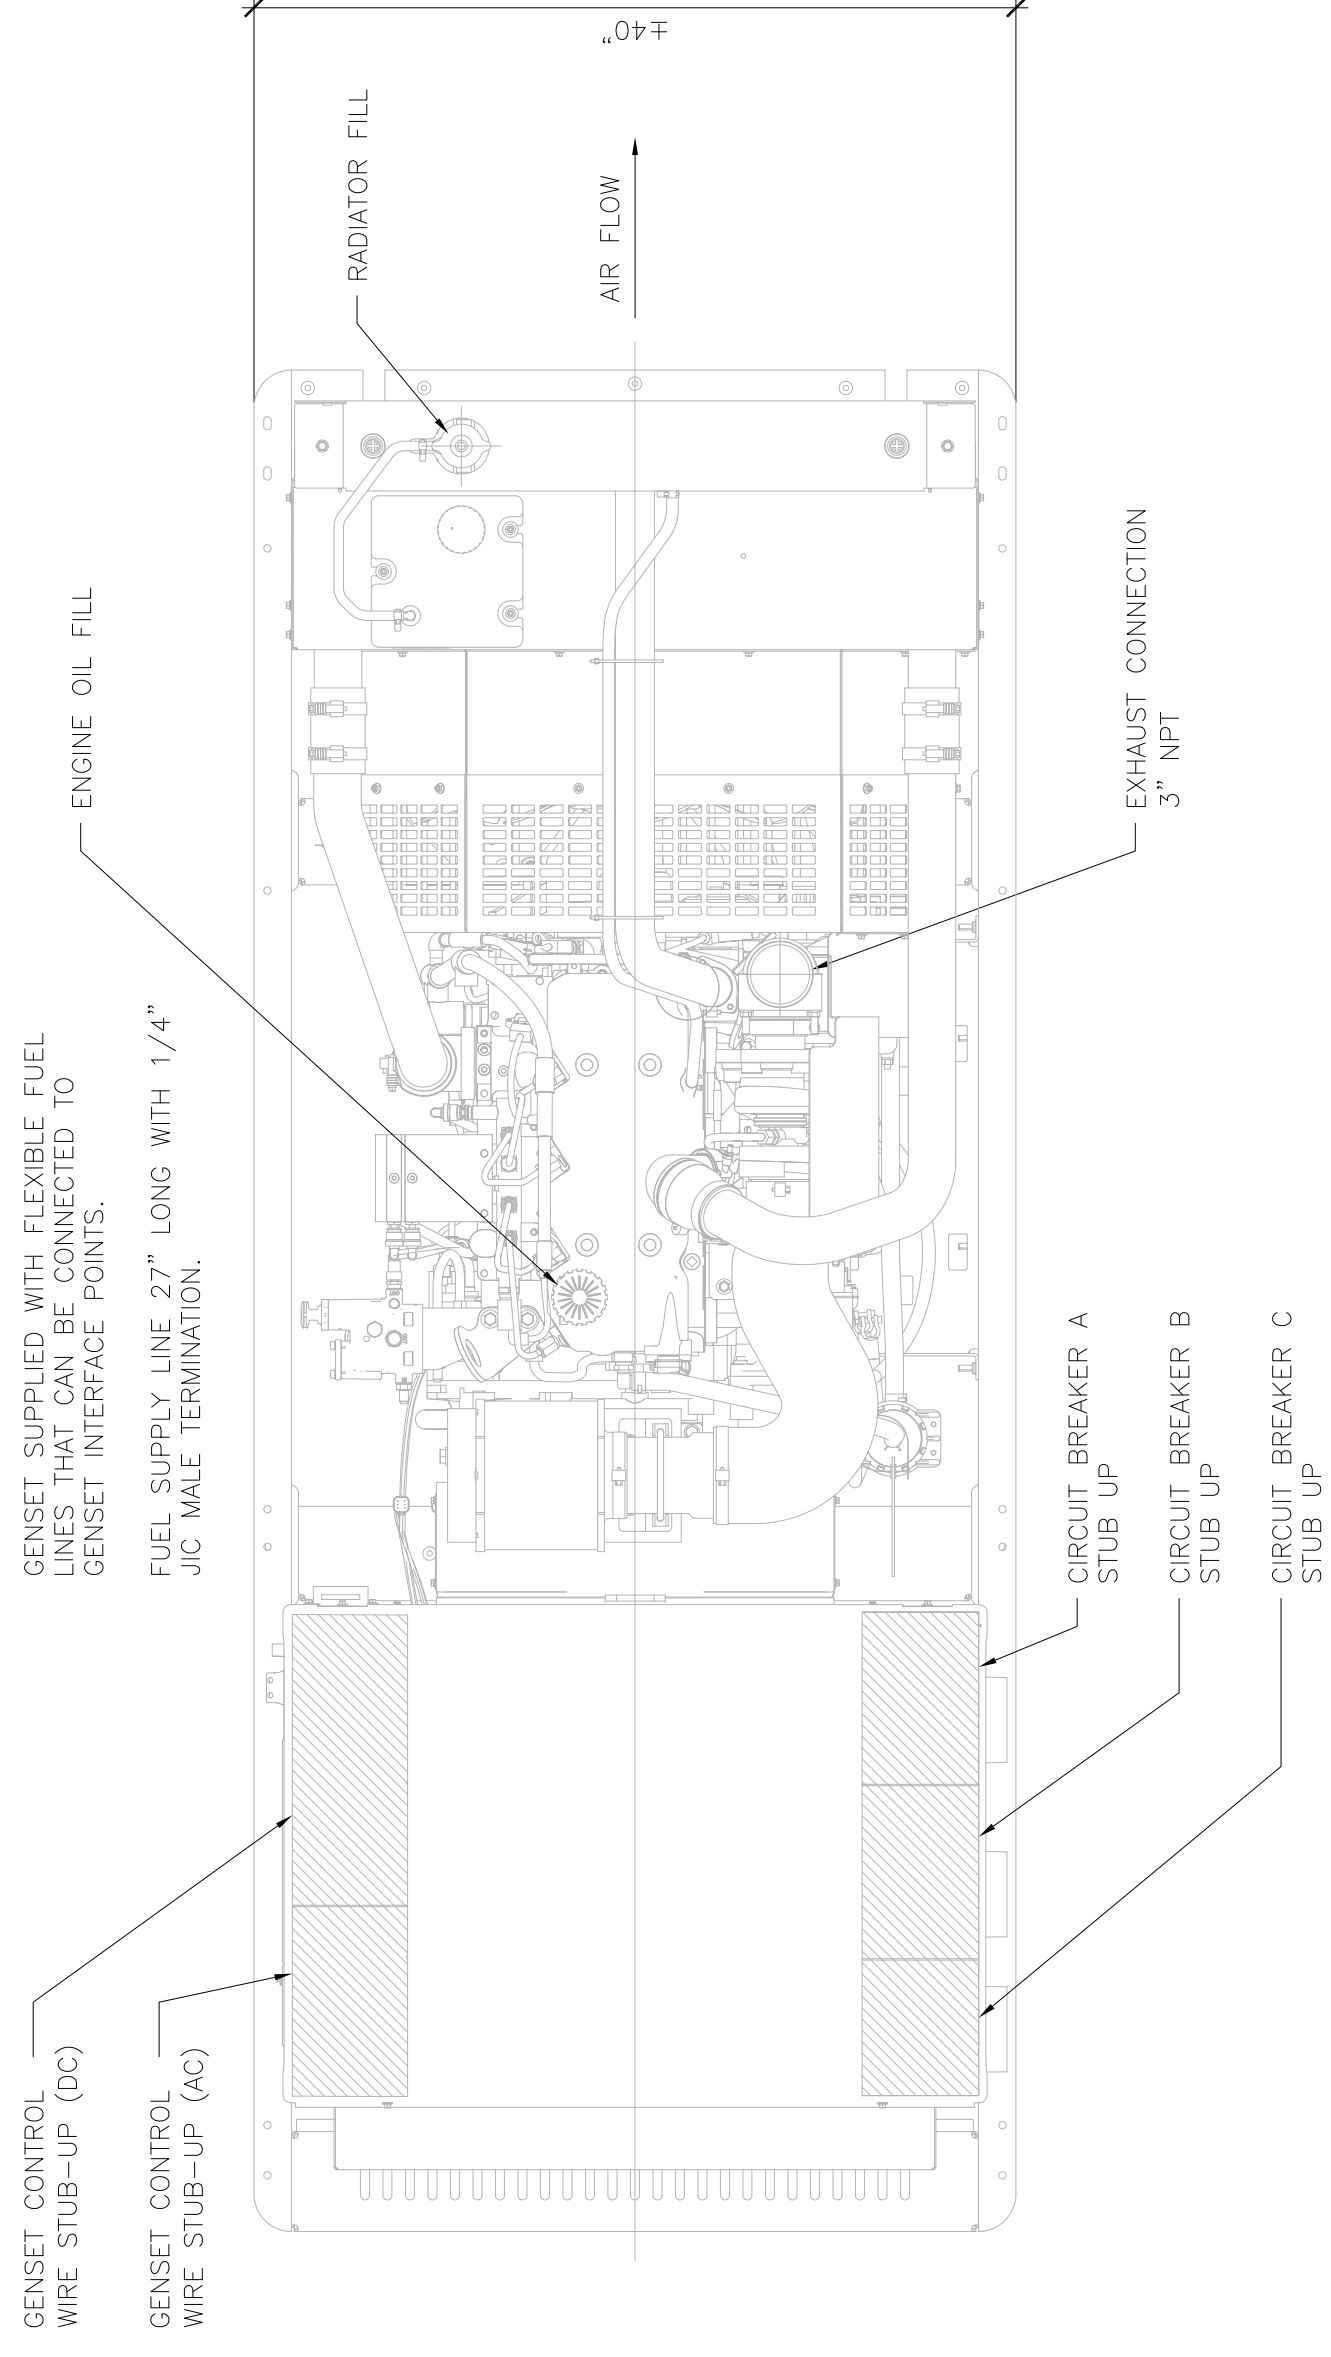 GENSET CONTROL
WIRE STUB-UP (DC)
GENSET CONTROL
WIRE STUB-UP (AC)
GENSET SUPPLIED WITH FLEXIBLE FUEL
LINES THAT CAN BE CONNECTED TO
GENSET INTERFACE POINTS.
FUEL SUPPLY LINE 27" LONG WITH 1/4"
JIC MALE TERMINATION.
ENGINE OIL FILL
RADIATOR FILL
AIR FLOW
±40"
EXHAUST CONNECTION
3" NPT
CIRCUIT BREAKER A
STUB UP
CIRCUIT BREAKER B
STUB UP
CIRCUIT BREAKER C
STUB UP
OUT